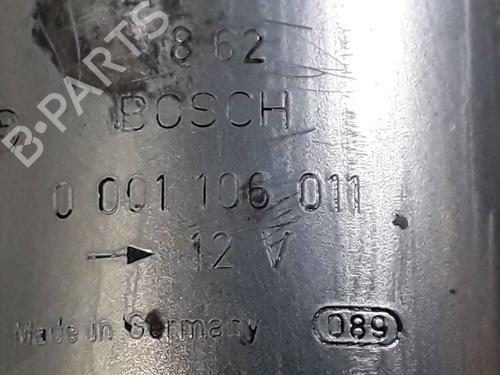 862
BOSCH
0 001 106 011
→ 12 V
Made in Germany 089
B-PARTS